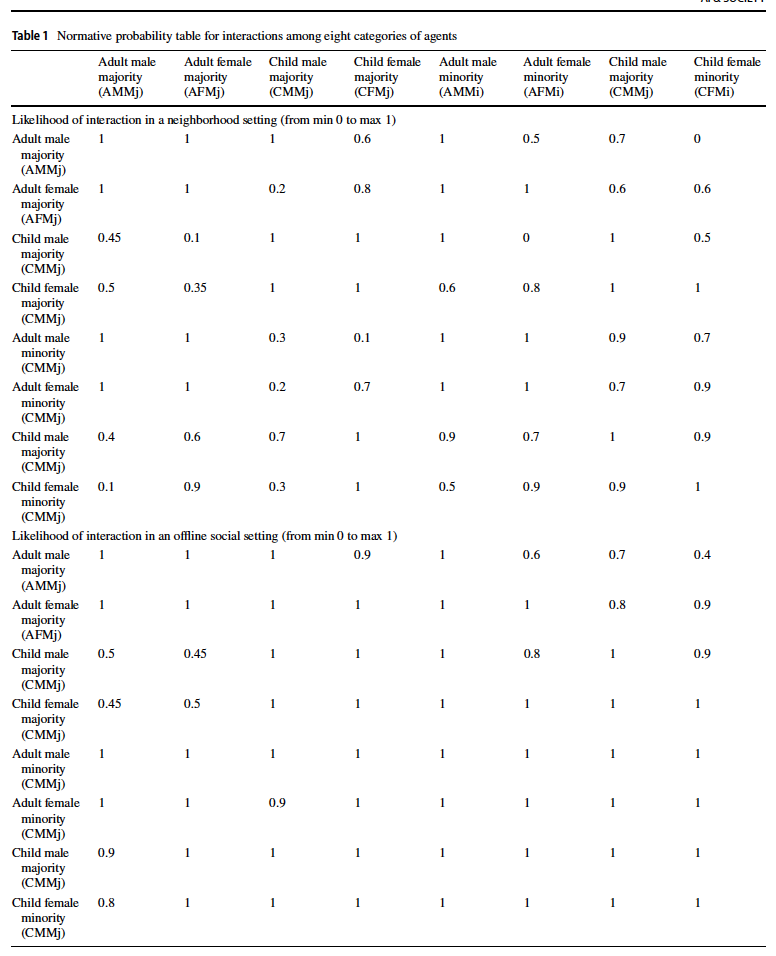 AI & SOCIETY
Table 1 Normative probability table for interactions among eight categories of agents
Adult male majority (AMMj) Adult female majority (AFMj) Child male majority (CMMj) Child female majority (CFMj) Adult male minority (AMMi) Adult female minority (AFMi) Child male majority (CMMj) Child female minority (CFMi)
Likelihood of interaction in a neighborhood setting (from min 0 to max 1)
Adult male 1 1 1 0.6 1 0.5 0.7 0
majority
(AMMj)
Adult female 1 1 0.2 0.8 1 1 0.6 0.6
majority
(AFMj)
Child male 0.45 0.1 1 1 1 0 1 0.5
majority
(CMMj)
Child female 0.5 0.35 1 1 0.6 0.8 1 1
majority
(CMMj)
Adult male 1 1 0.3 0.1 1 1 0.9 0.7
minority
(CMMj)
Adult female 1 1 0.2 0.7 1 1 0.7 0.9
minority
(CMMj)
Child male 0.4 0.6 0.7 1 0.9 0.7 1 0.9
majority
(CMMj)
Child female 0.1 0.9 0.3 1 0.5 0.9 0.9 1
minority
(CMMj)
Likelihood of interaction in an offline social setting (from min 0 to max 1)
Adult male 1 1 1 0.9 1 0.6 0.7 0.4
majority
(AMMj)
Adult female 1 1 1 1 1 1 0.8 0.9
majority
(AFMj)
Child male 0.5 0.45 1 1 1 0.8 1 0.9
majority
(CMMj)
Child female 0.45 0.5 1 1 1 1 1 1
majority
(CMMj)
Adult male 1 1 1 1 1 1 1 1
minority
(CMMj)
Adult female 1 1 0.9 1 1 1 1 1
minority
(CMMj)
Child male 0.9 1 1 1 1 1 1 1
majority
(CMMj)
Child female 0.8 1 1 1 1 1 1 1
minority
(CMMj)